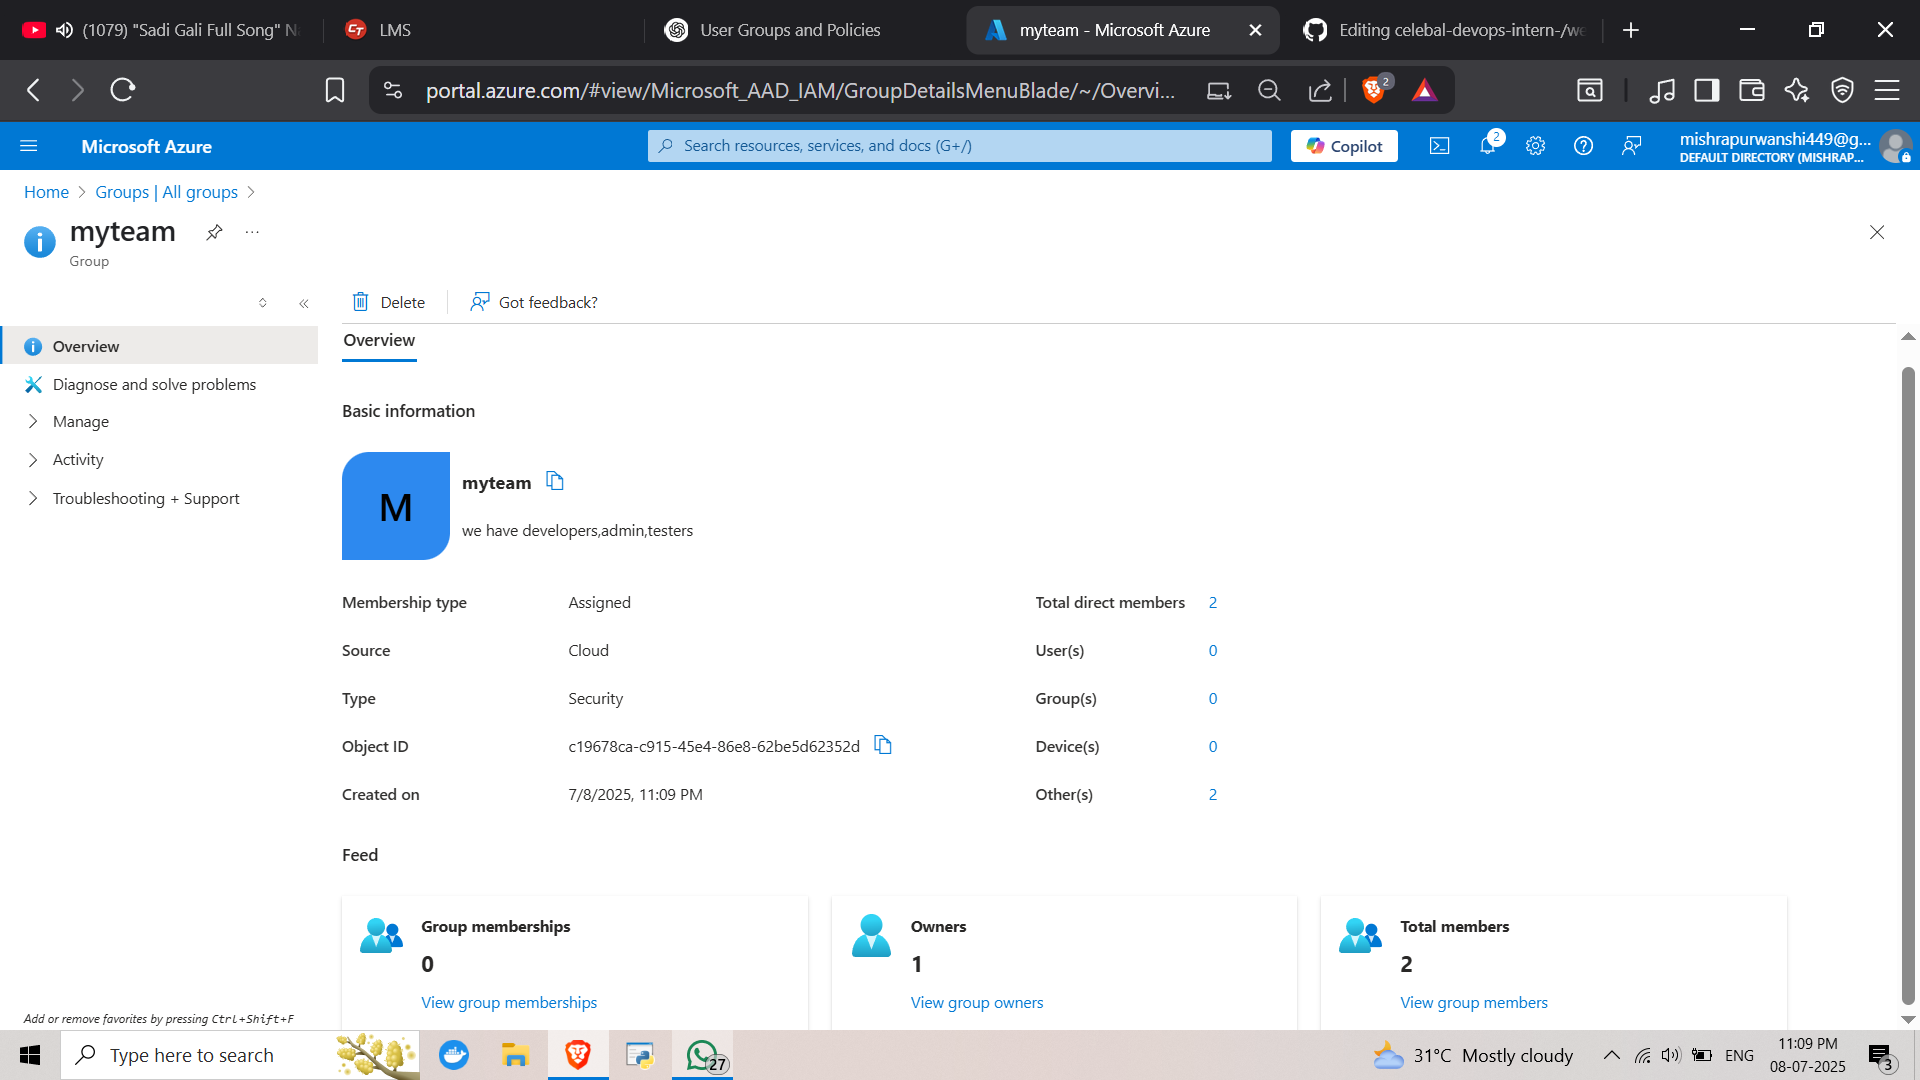 (1079) "Sadi Gali Full Song"
LMS
User Groups and Policies
myteam - Microsoft Azure
Editing celebal-devops-intern-/we
portal.azure.com/#view/Microsoft_AAD_IAM/GroupDetailsMenuBlade/~/Overvi...
2
Microsoft Azure
Search resources, services, and docs (G+/)
Copilot
2
mishrapurwanshi449@g...
DEFAULT DIRECTORY (MISHRAP...
Home > Groups | All groups >
myteam
...
Group
Delete
Got feedback?
Overview
Diagnose and solve problems
Manage
Activity
Troubleshooting + Support
Add or remove favorites by pressing Ctrl+Shift+F
Overview
Basic information
M
myteam
we have developers,admin,testers
Membership type Assigned
Total direct members 2
Source Cloud
User(s) 0
Type Security
Group(s) 0
Object ID c19678ca-c915-45e4-86e8-62be5d62352d
Device(s) 0
Created on 7/8/2025, 11:09 PM
Other(s) 2
Feed
Group memberships
0
View group memberships
Owners
1
View group owners
Total members
2
View group members
Type here to search
27
31°C Mostly cloudy
ENG
11:09 PM
08-07-2025
3